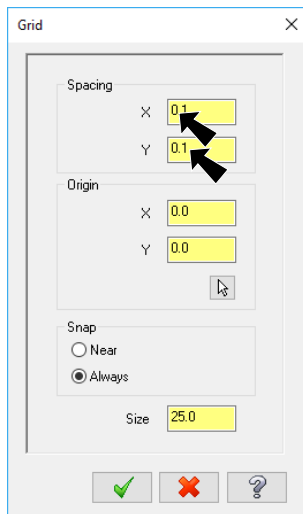 Grid
Spacing
X 0.1
Y 0.1
Origin
X 0.0
Y 0.0
Snap
Near
Always
Size 25.0